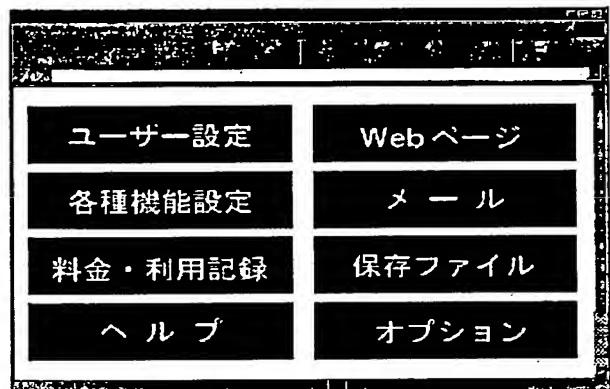 ユーザー設定
Webページ
各種機能設定
メール
料金・利用記録
保存ファイル
ヘルプ
オプション